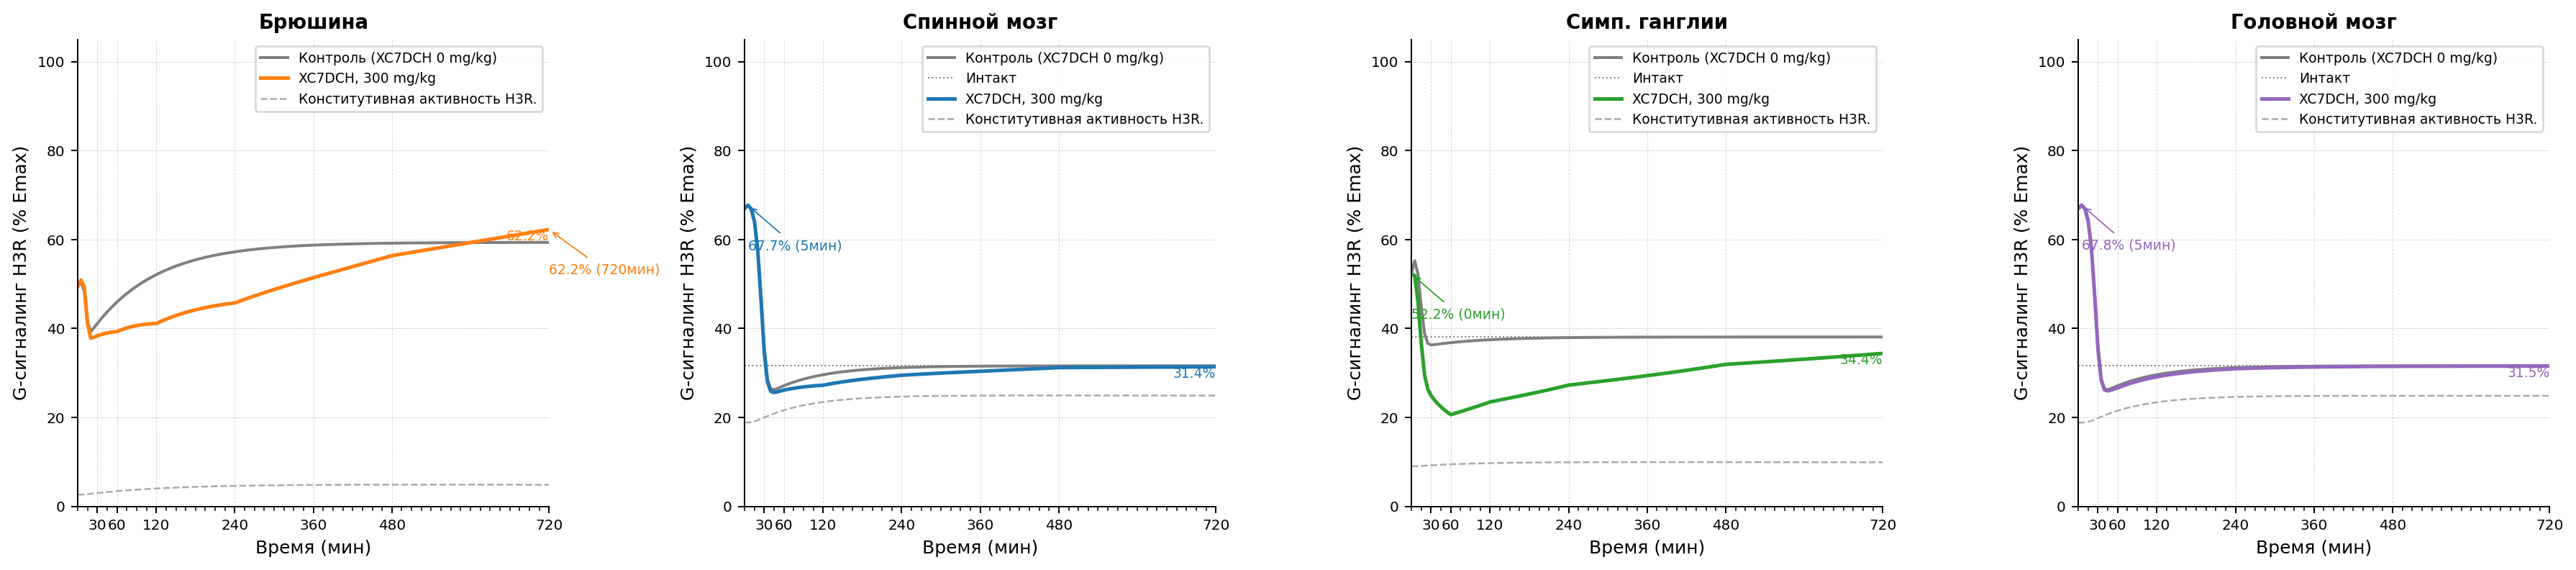 Брюшина
G-сигналинг H3R (% Emax)
100
80
60
40
20
0
Контроль (XC7DCH 0 mg/kg)
XC7DCH, 300 mg/kg
Конститутивная активность H3R.
62.2%
62.2% (720мин)
30 60 120 240 360 480 720
Время (мин)
Спинной мозг
G-сигналинг H3R (% Emax)
100
80
60
40
20
0
Контроль (XC7DCH 0 mg/kg)
Интакт
XC7DCH, 300 mg/kg
Конститутивная активность H3R.
67.7% (5мин)
31.4%
30 60 120 240 360 480 720
Время (мин)
Симп. ганглии
G-сигналинг H3R (% Emax)
100
80
60
40
20
0
Контроль (XC7DCH 0 mg/kg)
Интакт
XC7DCH, 300 mg/kg
Конститутивная активность H3R.
52.2% (0мин)
34.4%
30 60 120 240 360 480 720
Время (мин)
Головной мозг
G-сигналинг H3R (% Emax)
100
80
60
40
20
0
Контроль (XC7DCH 0 mg/kg)
Интакт
XC7DCH, 300 mg/kg
Конститутивная активность H3R.
67.8% (5мин)
31.5%
30 60 120 240 360 480 720
Время (мин)